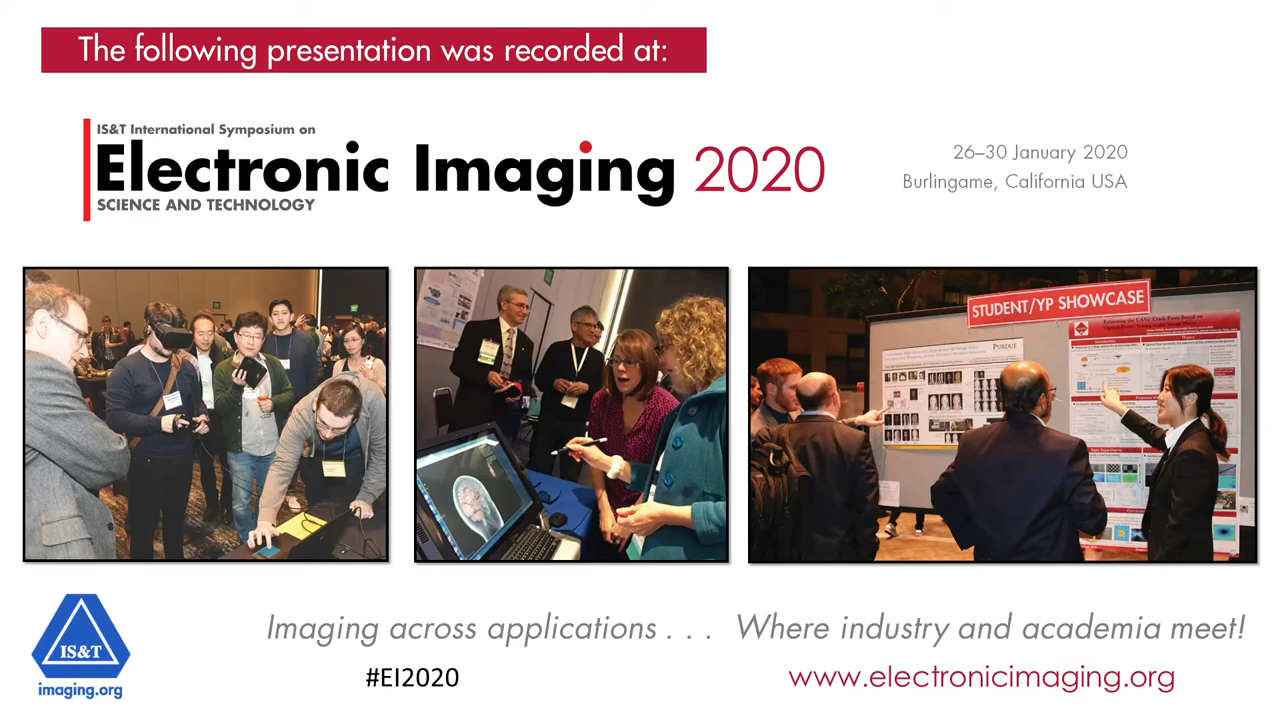 The following presentation was recorded at:
IS&T International Symposium on
Electronic Imaging 2020
SCIENCE AND TECHNOLOGY
26–30 January 2020
Burlingame, California USA
STUDENT/YP SHOWCASE
PURDUE
Imaging across applications . . . Where industry and academia meet!
IS&T
imaging.org
#EI2020
www.electronicimaging.org